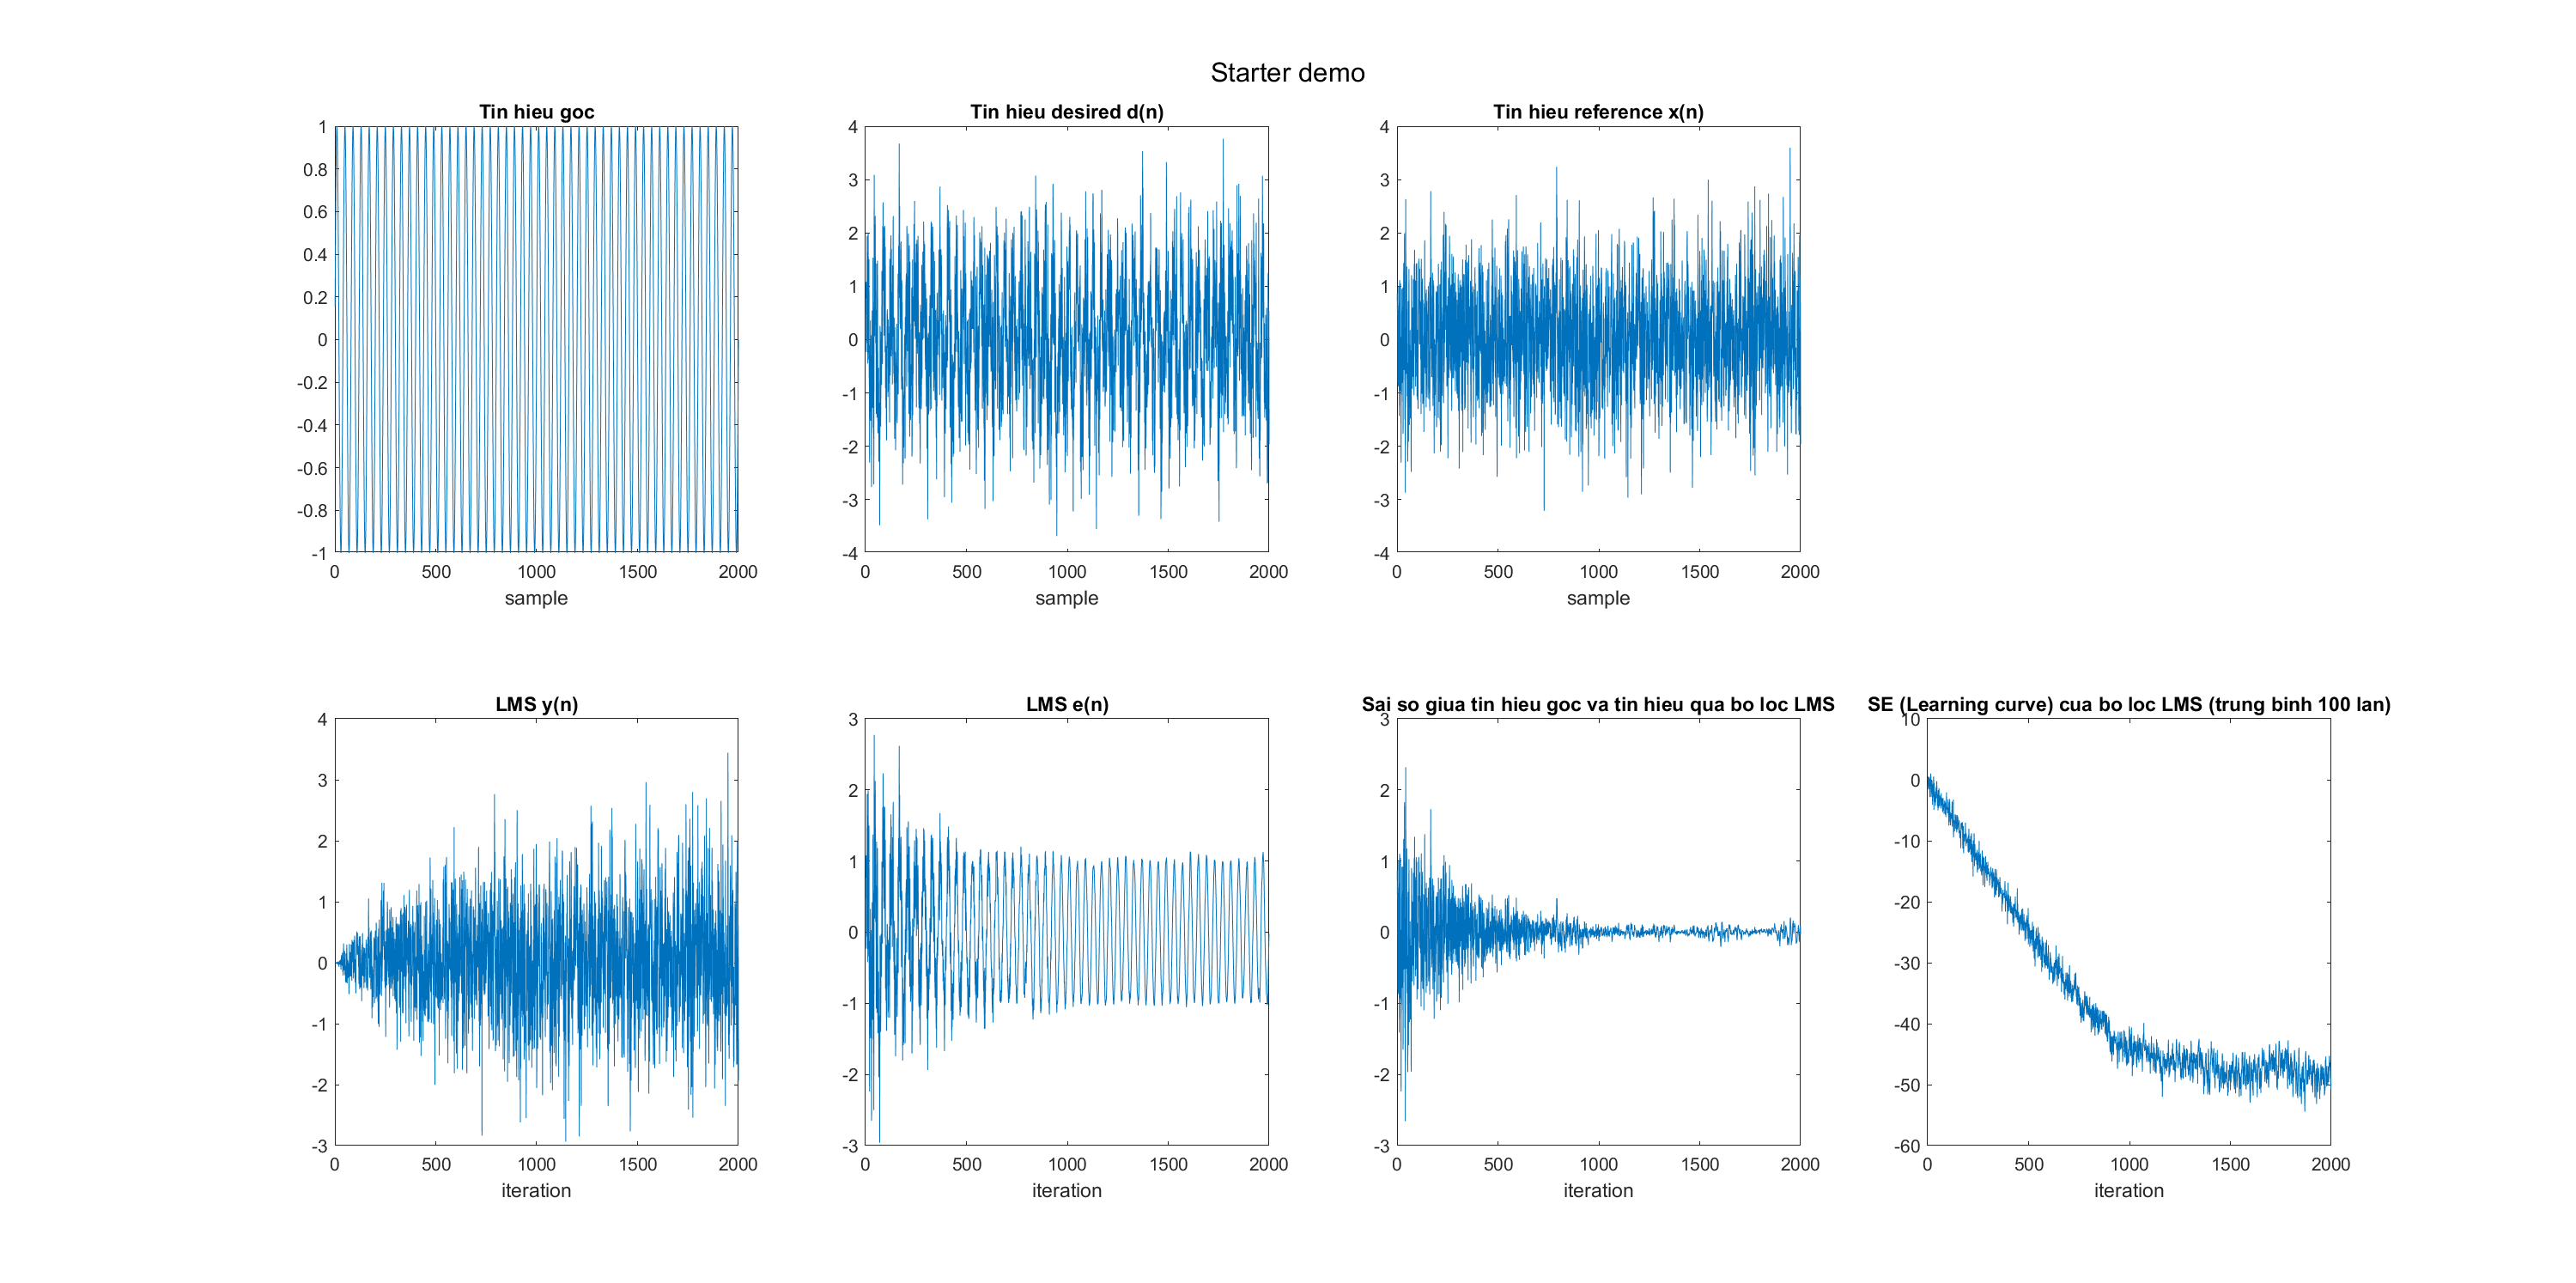 Starter demo
Tin hieu goc
1
0.8
0.6
0.4
0.2
0
-0.2
-0.4
-0.6
-0.8
-1
0 500 1000 1500 2000
sample
Tin hieu desired d(n)
4
3
2
1
0
-1
-2
-3
-4
0 500 1000 1500 2000
sample
Tin hieu reference x(n)
4
3
2
1
0
-1
-2
-3
-4
0 500 1000 1500 2000
sample
LMS y(n)
4
3
2
1
0
-1
-2
-3
0 500 1000 1500 2000
iteration
LMS e(n)
3
2
1
0
-1
-2
-3
0 500 1000 1500 2000
iteration
Sai so giua tin hieu goc va tin hieu qua bo loc LMS
3
2
1
0
-1
-2
-3
0 500 1000 1500 2000
iteration
SE (Learning curve) cua bo loc LMS (trung binh 100 lan)
10
0
-10
-20
-30
-40
-50
-60
0 500 1000 1500 2000
iteration